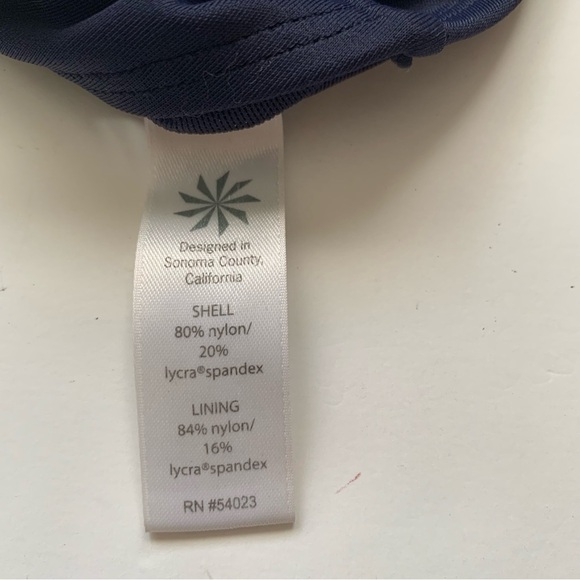 Designed in
Sonoma County,
California
SHELL
80% nylon/
20%
lycra®spandex
LINING
84% nylon/
16%
lycra®spandex
RN #54023